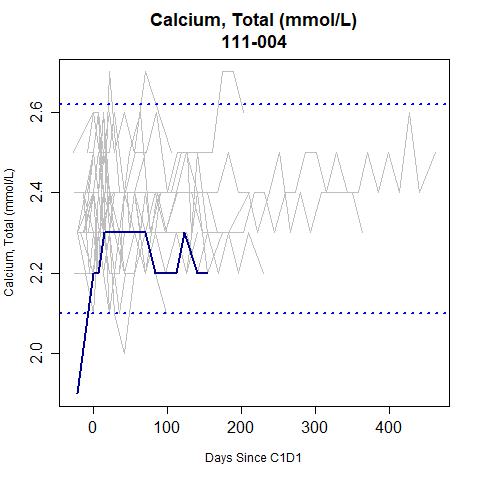 Calcium, Total (mmol/L)
111-004
Calcium, Total (mmol/L)
2.6
2.4
2.2
2.0
0 100 200 300 400
Days Since C1D1